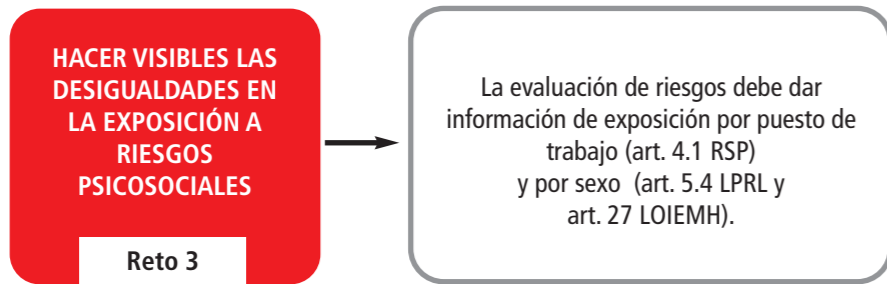 HACER VISIBLES LAS
DESIGUALDADES EN
LA EXPOSICIÓN A
RIESGOS
PSICOSOCIALES
Reto 3
La evaluación de riesgos debe dar
información de exposición por puesto de
trabajo (art. 4.1 RSP)
y por sexo (art. 5.4 LPRL y
art. 27 LOIEMH).